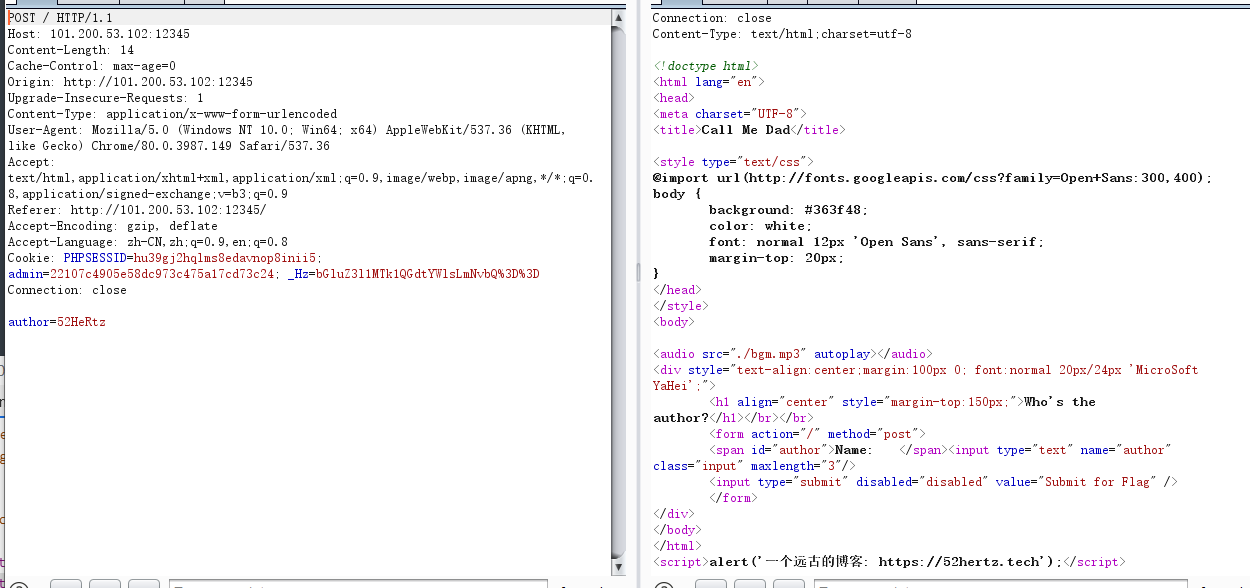 POST / HTTP/1.1
Host: 101.200.53.102:12345
Content-Length: 14
Cache-Control: max-age=0
Origin: http://101.200.53.102:12345
Upgrade-Insecure-Requests: 1
Content-Type: application/x-www-form-urlencoded
User-Agent: Mozilla/5.0 (Windows NT 10.0; Win64; x64) AppleWebKit/537.36 (KHTML,
like Gecko) Chrome/80.0.3987.149 Safari/537.36
Accept:
text/html,application/xhtml+xml,application/xml;q=0.9,image/webp,image/apng,*/*;q=0.
8,application/signed-exchange;v=b3;q=0.9
Referer: http://101.200.53.102:12345/
Accept-Encoding: gzip, deflate
Accept-Language: zh-CN,zh;q=0.9,en;q=0.8
Cookie: PHPSESSID=hu39gj2hqlms8edavnop8inii5;
admin=22107c4905e58dc973c475a17cd73c24; _Hz=bGluZ3l1MTk1QGdtYWlsLmNvbQ%3D%3D
Connection: close

author=52HeRtz
Connection: close
Content-Type: text/html;charset=utf-8

<!doctype html>
<html lang="en">
<head>
<meta charset="UTF-8">
<title>Call Me Dad</title>

<style type="text/css">
@import url(http://fonts.googleapis.com/css?family=Open+Sans:300,400);
body {
        background: #363f48;
        color: white;
        font: normal 12px 'Open Sans', sans-serif;
        margin-top: 20px;
}
</head>
</style>
<body>

<audio src="./bgm.mp3" autoplay></audio>
<div style="text-align:center;margin:100px 0; font:normal 20px/24px 'MicroSoft
YaHei';">
        <h1 align="center" style="margin-top:150px;">Who's the
author?</h1></br></br>
        <form action="/" method="post">
        <span id="author">Name:   </span><input type="text" name="author"
class="input" maxlength="3"/>
        <input type="submit" disabled="disabled" value="Submit for Flag" />
        </form>
</div>
</body>
</html>
<script>alert('一个远古的博客: https://52hertz.tech');</script>